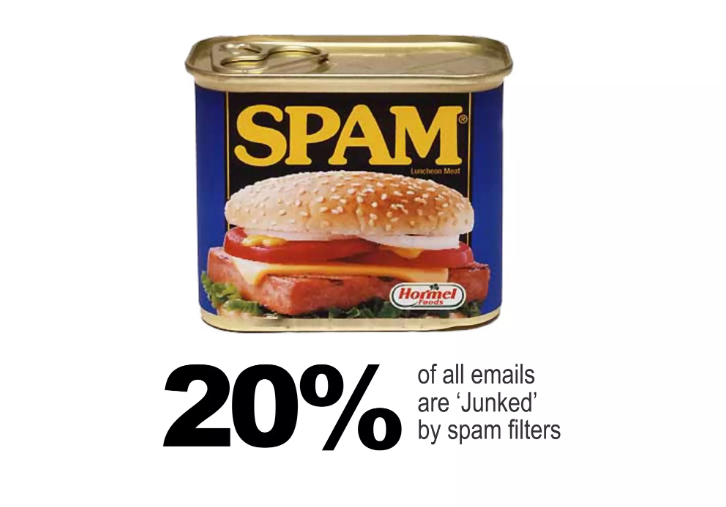 SPAM®
Luncheon Meat
Hormel
Foods
20%
of all emails
are ‘Junked’
by spam filters